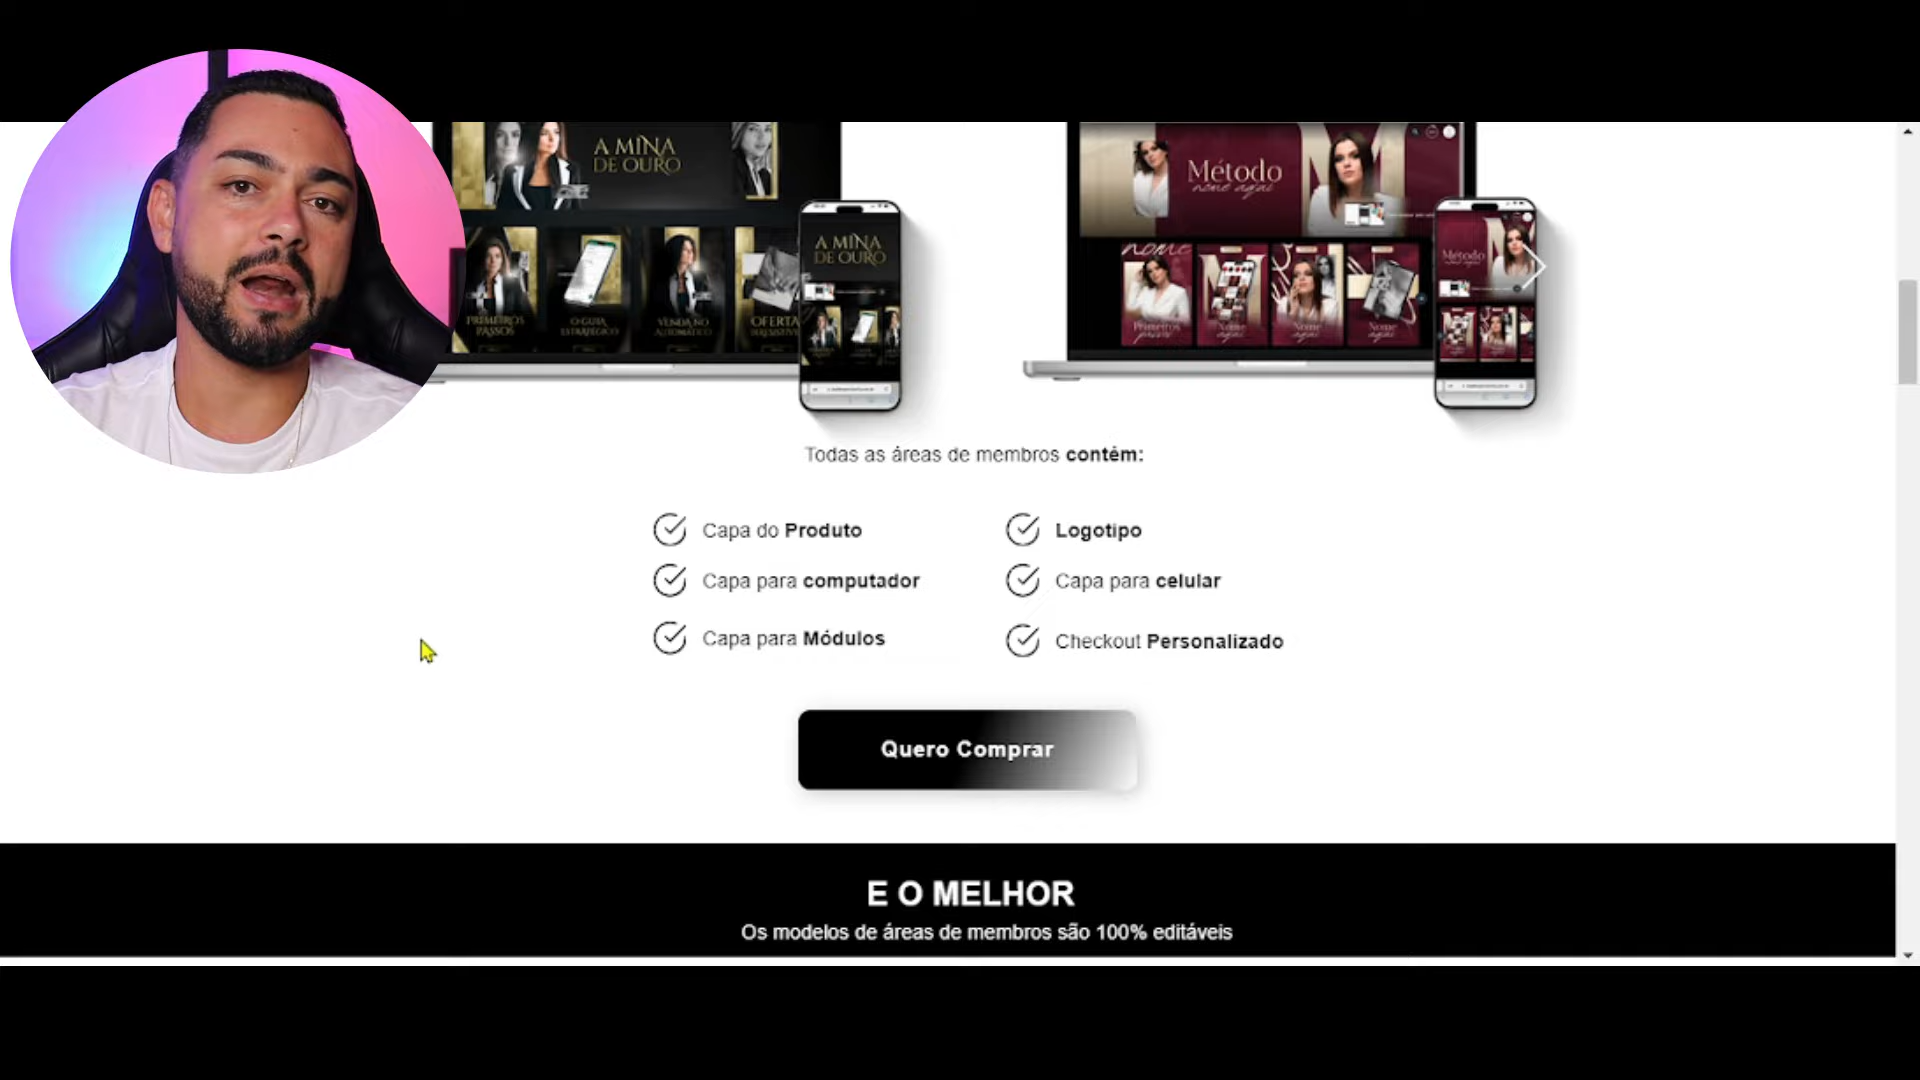 A MINA
DE OURO
PRIMEIROS
PASSOS
O GUIA
ESTRATÉGICO
VENDA NO
AUTOMÁTICO
OFERTA
A MINA
DE OURO
Método
nome aqui
nome
Primeiros
passos
Nome
aqui
Nome
aqui
Nome
aqui
Método
Todas as áreas de membros contém:
Capa do Produto
Logotipo
Capa para computador
Capa para celular
Capa para Módulos
Checkout Personalizado
Quero Comprar
E O MELHOR
Os modelos de áreas de membros são 100% editáveis